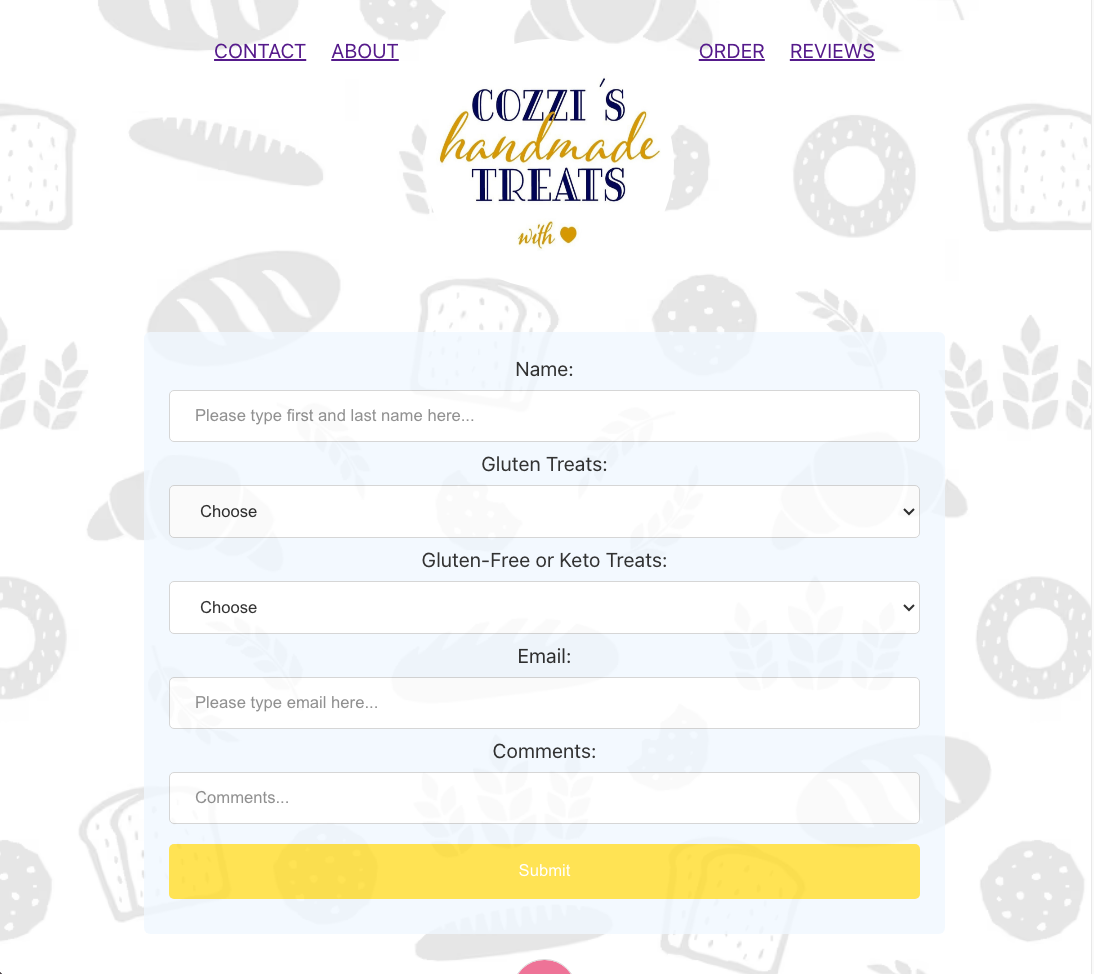 CONTACT ABOUT ORDER REVIEWS
COZZI ´S
handmade
TREATS
with
Name:
Please type first and last name here...
Gluten Treats:
Choose
Gluten-Free or Keto Treats:
Choose
Email:
Please type email here...
Comments:
Comments...
Submit